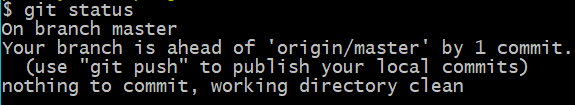 $ git status
On branch master
Your branch is ahead of 'origin/master' by 1 commit.
  (use "git push" to publish your local commits)
nothing to commit, working directory clean